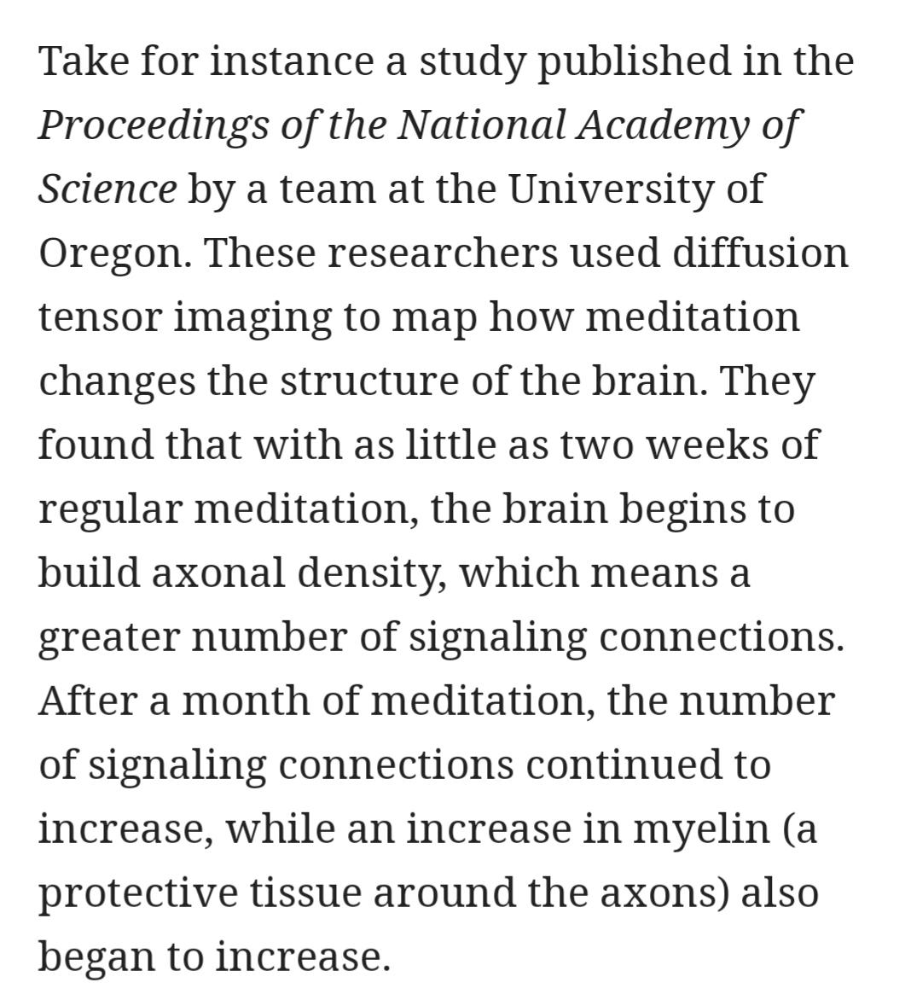 Take for instance a study published in the
Proceedings of the National Academy of
Science by a team at the University of
Oregon. These researchers used diffusion
tensor imaging to map how meditation
changes the structure of the brain. They
found that with as little as two weeks of
regular meditation, the brain begins to
build axonal density, which means a
greater number of signaling connections.
After a month of meditation, the number
of signaling connections continued to
increase, while an increase in myelin (a
protective tissue around the axons) also
began to increase.